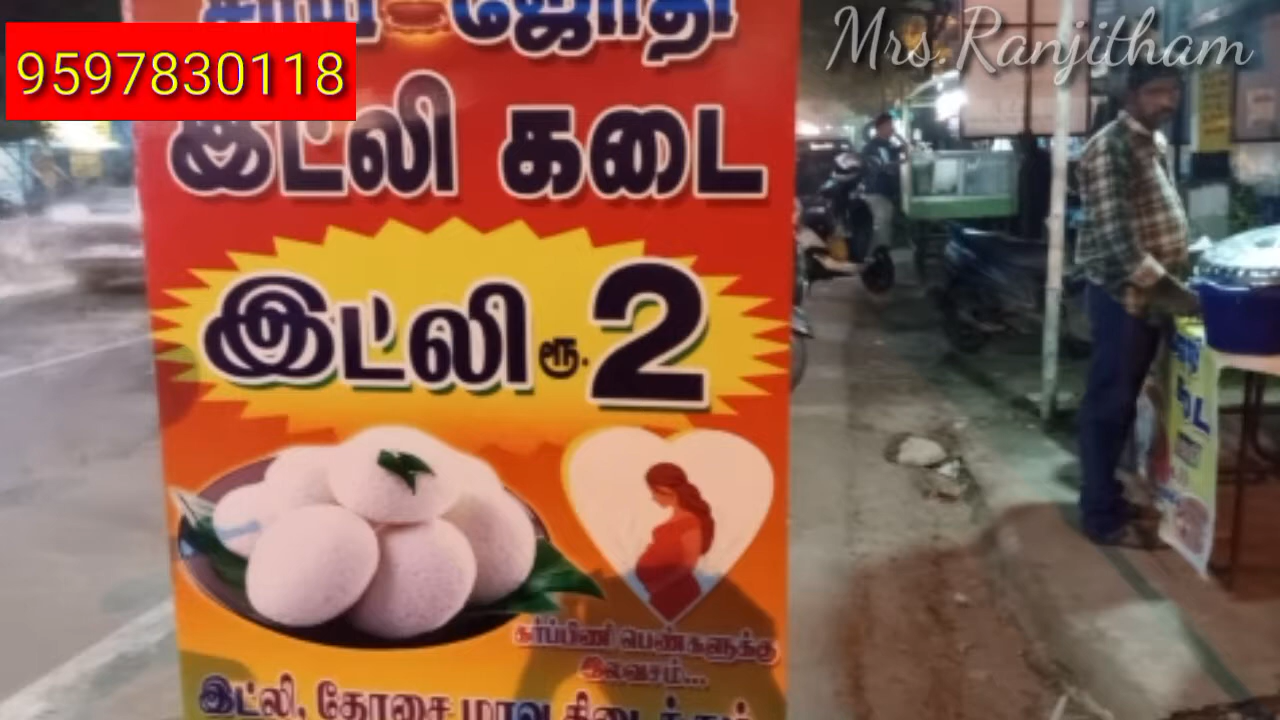 9597830118
Mrs.Ranjitham
சாய் ஜோதி
இட்லி கடை
இட்லி ரூ.2
கர்ப்பிணி பெண்களுக்கு
இலவசம்...
இட்லி, தோசை மாவு கிடைக்கும்